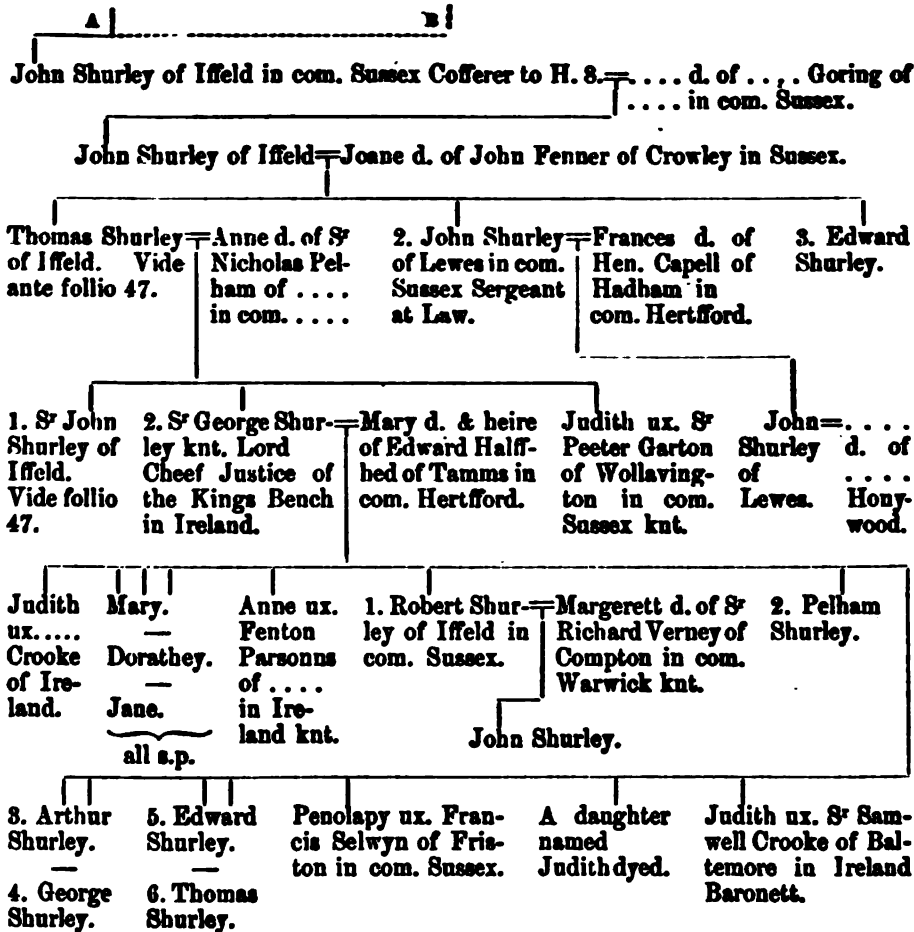 A B
John Shurley of Iffeld in com. Sussex Cofferer to H. 8.=. . . . d. of . . . . Goring of
. . . . in com. Sussex.
John Shurley of Iffeld=Joane d. of John Fenner of Crowley in Sussex.
Thomas Shurley=
of Iffeld. Vide
ante follio 47.
Anne d. of Sr
Nicholas Pel-
ham of . . . .
in com. . . . .
2. John Shurley=
of Lewes in com.
Sussex Sergeant
at Law.
Frances d. of
Hen. Capell of
Hadham in
com. Hertfford.
3. Edward
Shurley.
1. Sr John
Shurley of
Iffeld.
Vide follio
47.
2. Sr George Shur-=
ley knt. Lord
Cheef Justice of
the Kings Bench
in Ireland.
Mary d. & heire
of Edward Halff-
hed of Tamms in
com. Hertfford.
Judith ux. Sr
Peeter Garton
of Wollaving-
ton in com.
Sussex knt.
John=
Shurley
of
Lewes.
. . . .
d. of
. . . .
Hony-
wood.
Judith
ux. . . . .
Crooke
of Ire-
land.
Mary.
—
Dorathey.
—
Jane.
all s.p.
Anne ux.
Fenton
Parsonns
of . . . .
in Ire-
land knt.
1. Robert Shur-=
ley of Iffeld in
com. Sussex.
Margerett d. of Sr
Richard Verney of
Compton in com.
Warwick knt.
2. Pelham
Shurley.
John Shurley.
3. Arthur
Shurley.
—
4. George
Shurley.
5. Edward
Shurley.
—
6. Thomas
Shurley.
Penolapy ux. Fran-
cis Selwyn of Fris-
ton in com. Sussex.
A daughter
named
Judith dyed.
Judith ux. Sr Sam-
well Crooke of Bal-
temore in Ireland
Baronett.